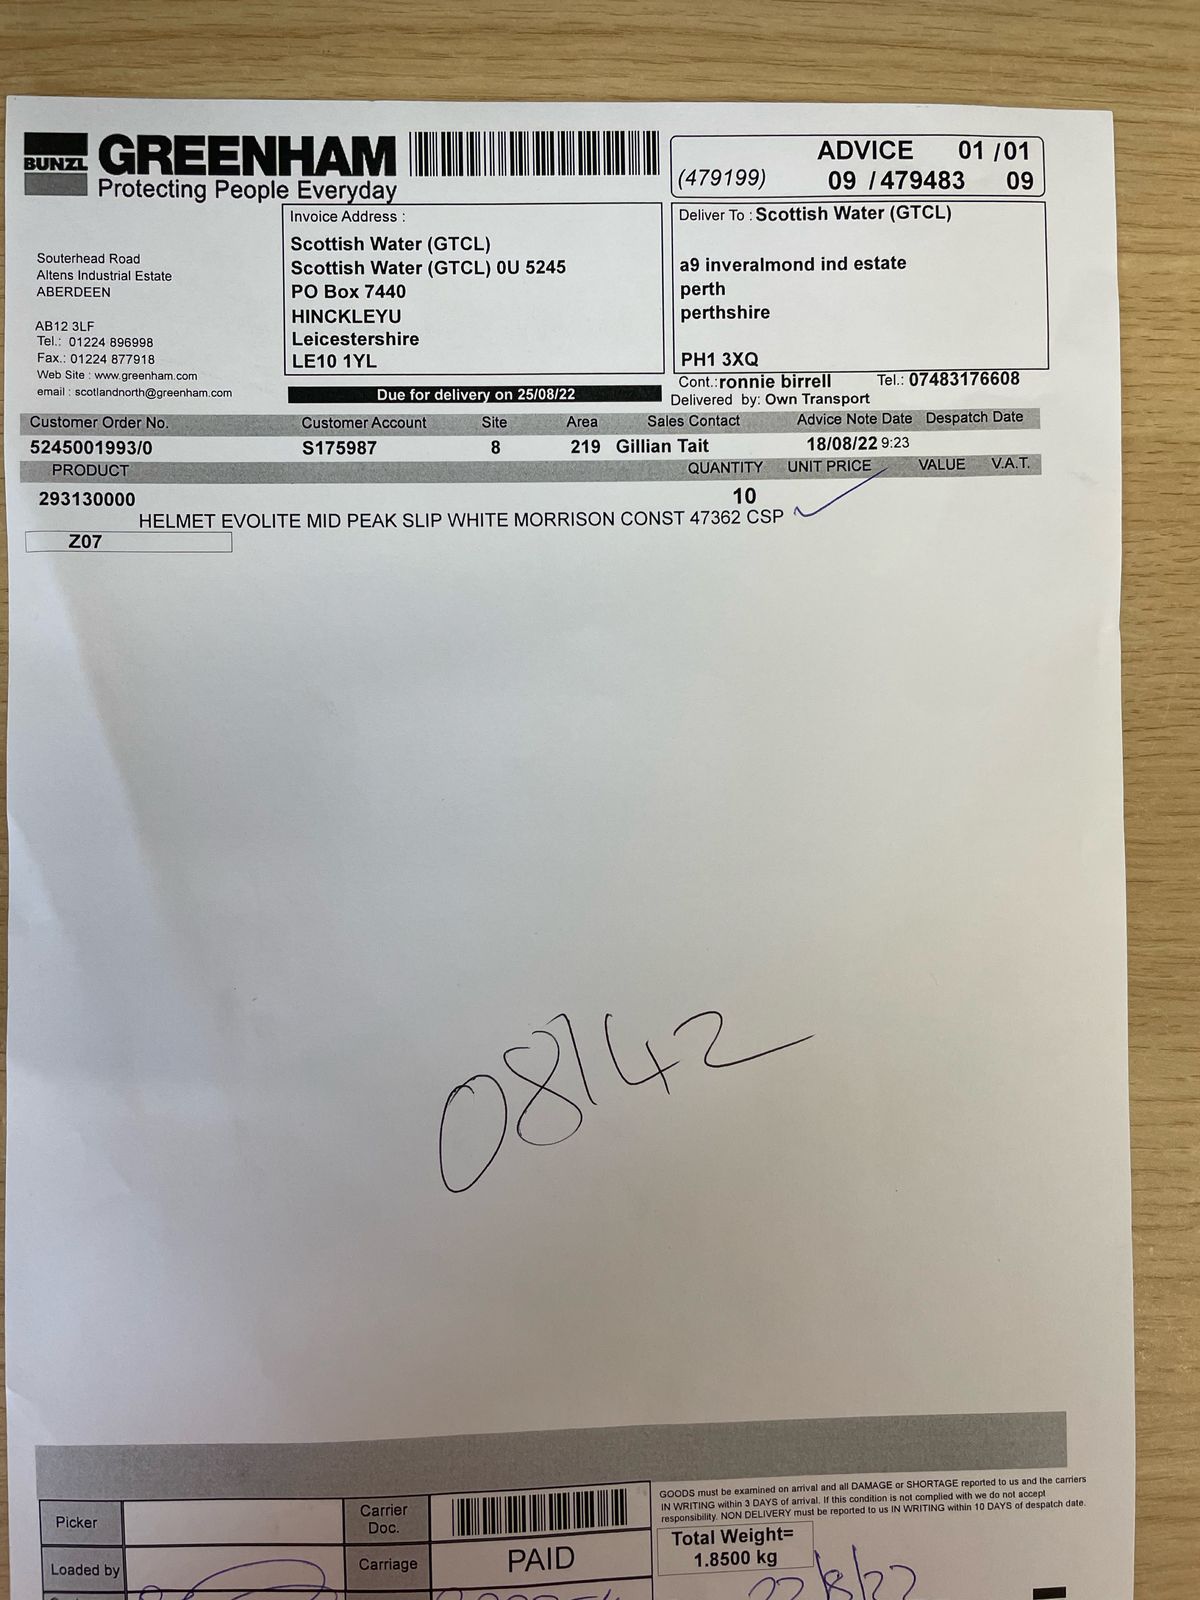 BUNZL GREENHAM
Protecting People Everyday
ADVICE 01 /01
(479199) 09 /479483 09
Souterhead Road
Altens Industrial Estate
ABERDEEN
AB12 3LF
Tel.: 01224 896998
Fax.: 01224 877918
Web Site : www.greenham.com
email : scotlandnorth@greenham.com
Invoice Address :
Scottish Water (GTCL)
Scottish Water (GTCL) 0U 5245
PO Box 7440
HINCKLEYU
Leicestershire
LE10 1YL
Due for delivery on 25/08/22
Deliver To : Scottish Water (GTCL)
a9 inveralmond ind estate
perth
perthshire
PH1 3XQ
Cont.:ronnie birrell Tel.: 07483176608
Delivered by: Own Transport
Customer Order No. Customer Account Site Area Sales Contact Advice Note Date Despatch Date
5245001993/0 S175987 8 219 Gillian Tait 18/08/22 9:23
PRODUCT QUANTITY UNIT PRICE VALUE V.A.T.
293130000 10
HELMET EVOLITE MID PEAK SLIP WHITE MORRISON CONST 47362 CSP
Z07
08142
GOODS must be examined on arrival and all DAMAGE or SHORTAGE reported to us and the carriers
IN WRITING within 3 DAYS of arrival. If this condition is not complied with we do not accept
responsibility. NON DELIVERY must be reported to us IN WRITING within 10 DAYS of despatch date.
Picker
Carrier
Doc.
Loaded by
Carriage PAID
Total Weight=
1.8500 kg
22/8/22